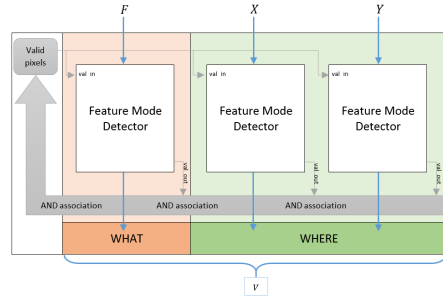 F X Y
Valid
pixels
val in val in val in
Feature Mode
Detector
Feature Mode
Detector
Feature Mode
Detector
val out val out val out
AND association AND association AND association
WHAT WHERE
V